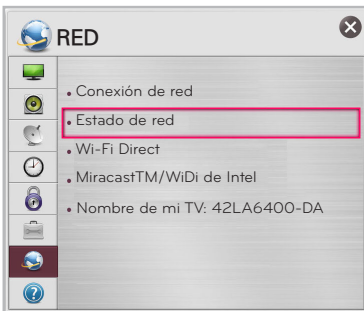 RED
• Conexión de red
• Estado de red
• Wi-Fi Direct
• MiracastTM/WiDi de Intel
• Nombre de mi TV: 42LA6400-DA